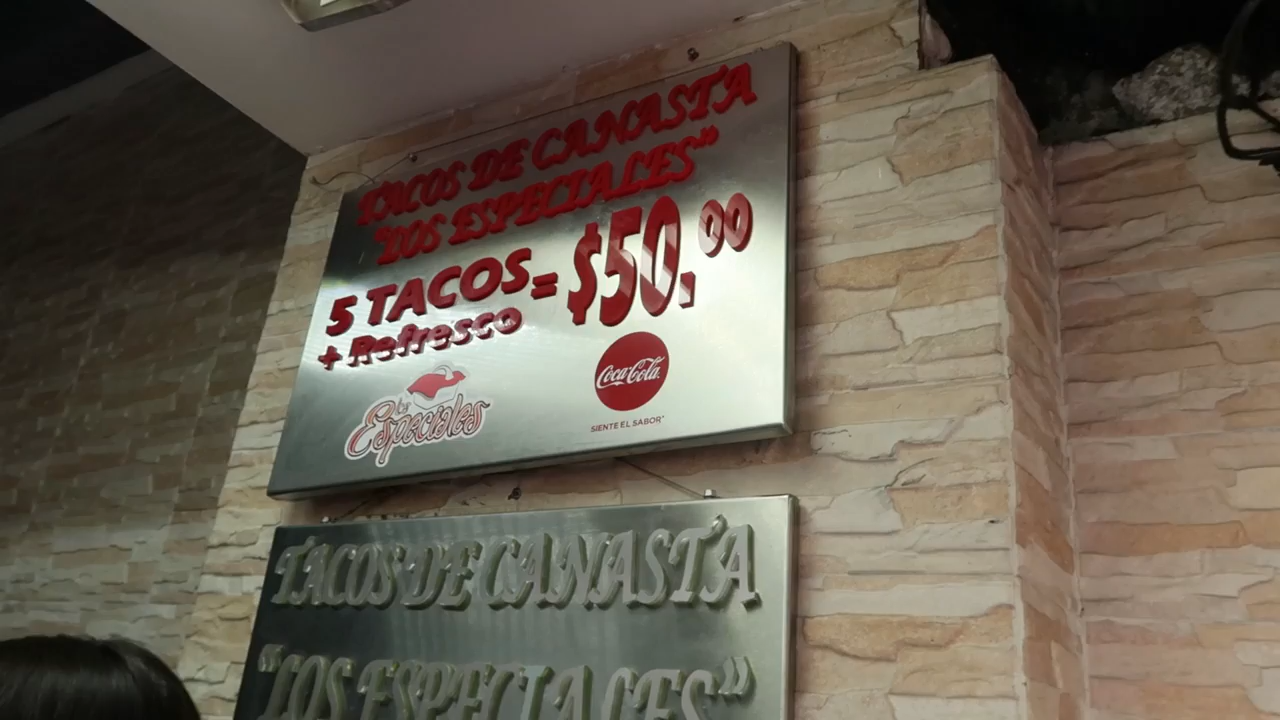 TACOS DE CANASTA
"LOS ESPECIALES"
5 TACOS = $50.00
+ Refresco
Los Especiales
Coca-Cola
SIENTE EL SABOR
TACOS DE CANASTA
"LOS ESPECIALES"